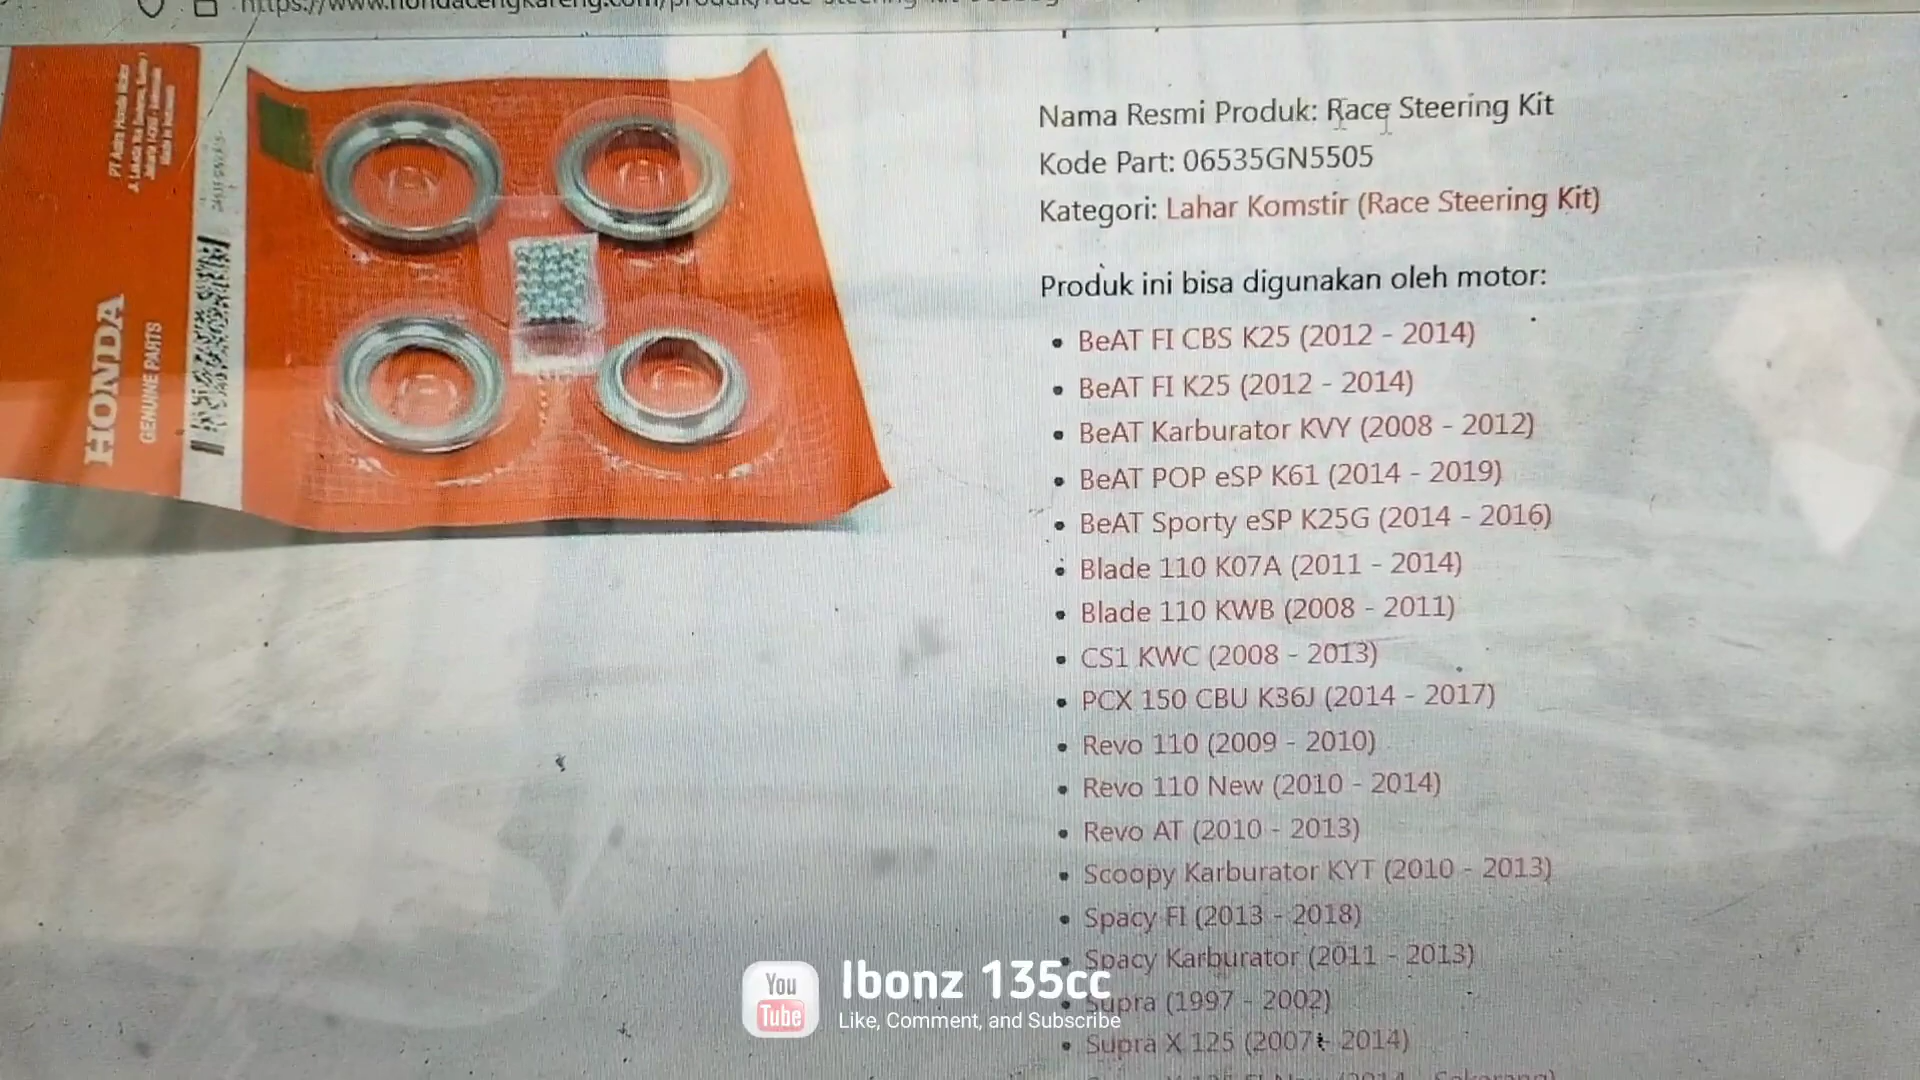 HONDA
GENUINE PARTS
Nama Resmi Produk: Race Steering Kit
Kode Part: 06535GN5505
Kategori: Lahar Komstir (Race Steering Kit)
Produk ini bisa digunakan oleh motor:
BeAT FI CBS K25 (2012 - 2014)
BeAT FI K25 (2012 - 2014)
BeAT Karburator KVY (2008 - 2012)
BeAT POP eSP K61 (2014 - 2019)
BeAT Sporty eSP K25G (2014 - 2016)
Blade 110 K07A (2011 - 2014)
Blade 110 KWB (2008 - 2011)
CS1 KWC (2008 - 2013)
PCX 150 CBU K36J (2014 - 2017)
Revo 110 (2009 - 2010)
Revo 110 New (2010 - 2014)
Revo AT (2010 - 2013)
Scoopy Karburator KYT (2010 - 2013)
Spacy FI (2013 - 2018)
Spacy Karburator (2011 - 2013)
Supra (1997 - 2002)
Supra X 125 (2007 - 2014)
You
Tube
Ibonz 135cc
Like, Comment, and Subscribe